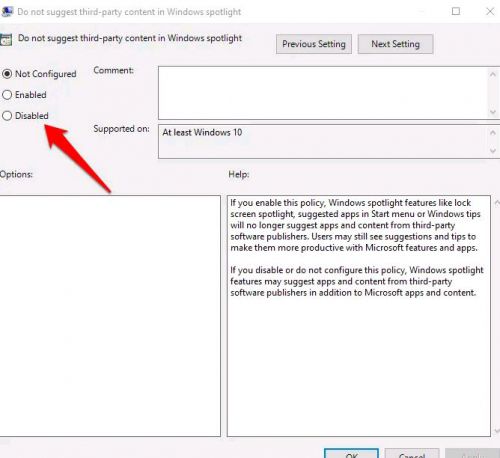 Do not suggest third-party content in Windows spotlight
Do not suggest third-party content in Windows spotlight
Previous Setting
Next Setting
Not Configured
Comment:
Enabled
Disabled
Supported on:
At least Windows 10
Options:
Help:
If you enable this policy, Windows spotlight features like lock
screen spotlight, suggested apps in Start menu or Windows tips
will no longer suggest apps and content from third-party
software publishers. Users may still see suggestions and tips to
make them more productive with Microsoft features and apps.
If you disable or do not configure this policy, Windows spotlight
features may suggest apps and content from third-party
software publishers in addition to Microsoft apps and content.
OK
Cancel
Apply